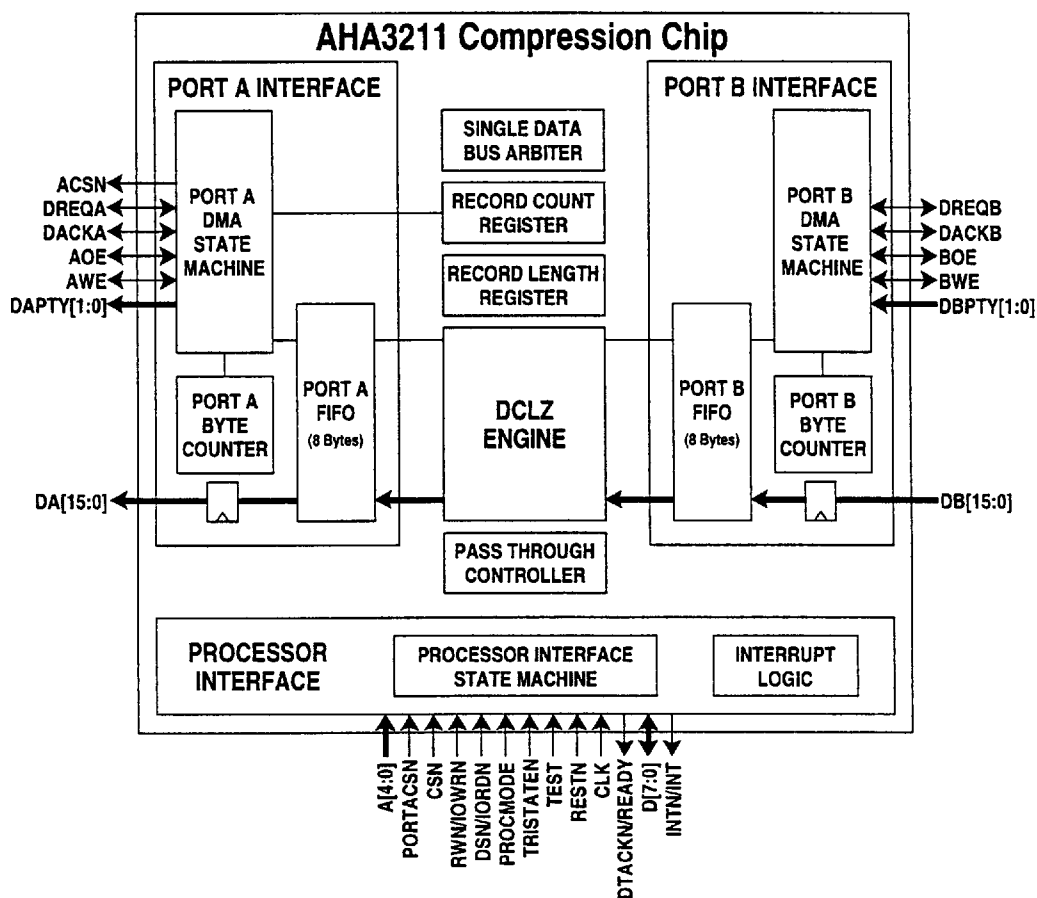 AHA3211 Compression Chip
PORT A INTERFACE
PORT B INTERFACE
SINGLE DATA
BUS ARBITER
PORT A
DMA
STATE
MACHINE
RECORD COUNT
REGISTER
RECORD LENGTH
REGISTER
PORT B
DMA
STATE
MACHINE
ACSN
DREQA
DACKA
AOE
AWE
DAPTY[1:0]
DREQB
DACKB
BOE
BWE
DBPTY[1:0]
PORT A
BYTE
COUNTER
PORT A
FIFO
(8 Bytes)
DCLZ
ENGINE
PORT B
FIFO
(8 Bytes)
PORT B
BYTE
COUNTER
DA[15:0]
DB[15:0]
PASS THROUGH
CONTROLLER
PROCESSOR
INTERFACE
PROCESSOR INTERFACE
STATE MACHINE
INTERRUPT
LOGIC
A[4:0]
PORTACSN
CSN
RWN/IOWRN
DSN/IORDN
PROCMODE
TRISTATEN
TEST
RESTN
CLK
DTACKN/READY
D[7:0]
INTN/INT